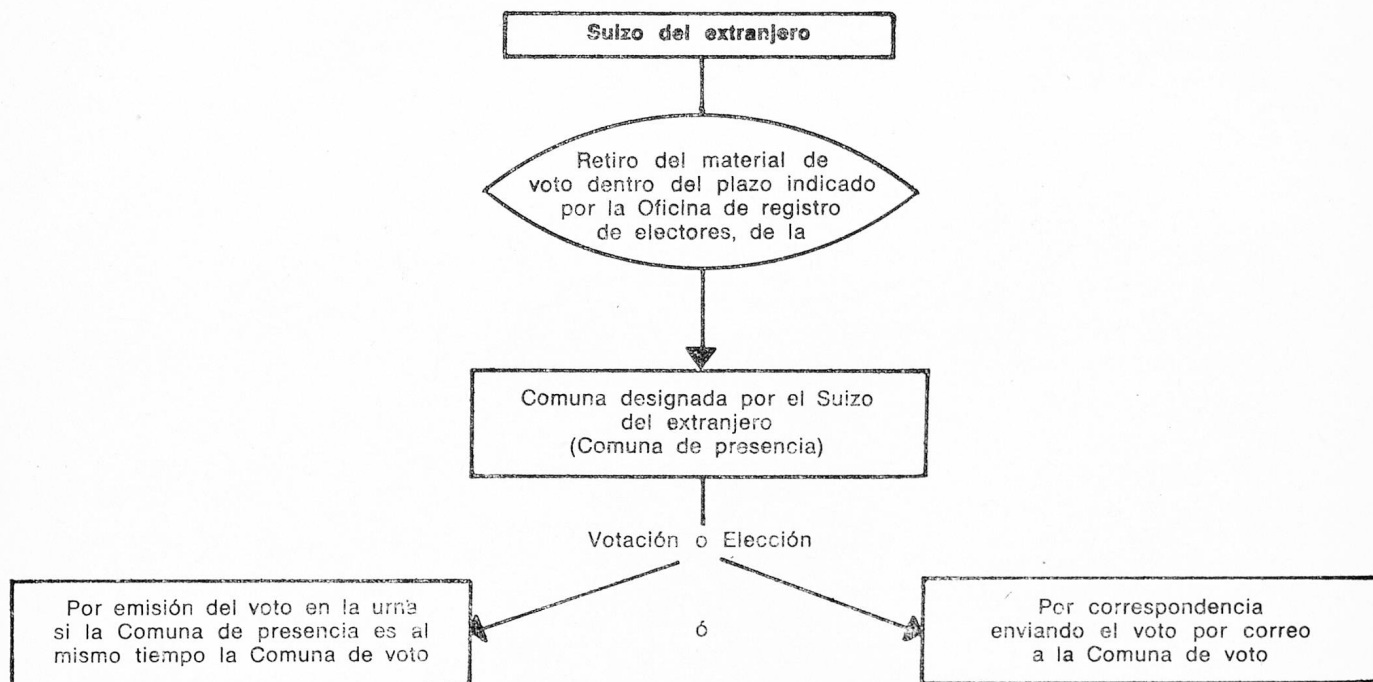 Suizo del extranjero
Retiro del material de
voto dentro del plazo indicado
por la Oficina de registro
de electores, de la
Comuna designada por el Suizo
del extranjero
(Comuna de presencia)
Votación o Elección
Por emisión del voto en la urna
si la Comuna de presencia es al
mismo tiempo la Comuna de voto
ó
Por correspondencia
enviando el voto por correo
a la Comuna de voto